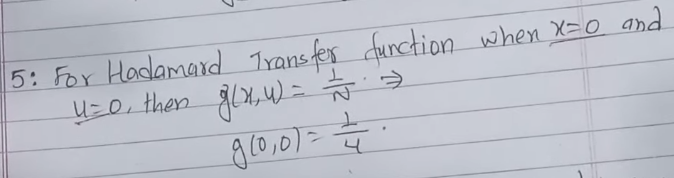 5: For Hadamard Transfer function when x=0 and
u=0, then g(x,u) = 1/N. ⇒
g(0,0) = 1/4.